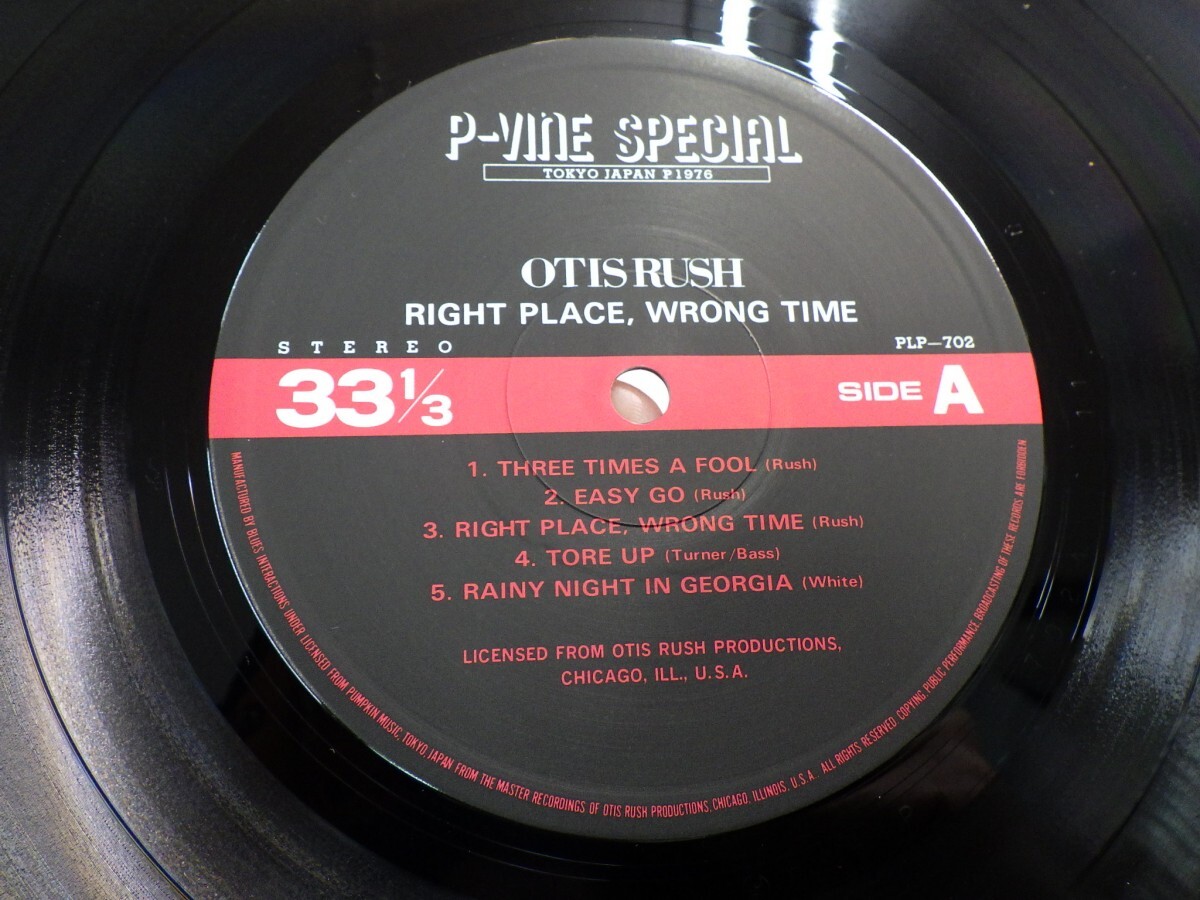 P-VINE SPECIAL
TOKYO JAPAN P1976
OTIS RUSH
RIGHT PLACE, WRONG TIME
STEREO
PLP-702
33 1/3
SIDE A
1. THREE TIMES A FOOL (Rush)
2. EASY GO (Rush)
3. RIGHT PLACE, WRONG TIME (Rush)
4. TORE UP (Turner/Bass)
5. RAINY NIGHT IN GEORGIA (White)
LICENSED FROM OTIS RUSH PRODUCTIONS,
CHICAGO, ILL., U.S.A.
MANUFACTURED BY BLUES INTERACTIONS UNDER LICENSED FROM PUMPKIN MUSIC, TOKYO, JAPAN FROM THE MASTER RECORDINGS OF OTIS RUSH PRODUCTIONS, CHICAGO, ILLINOIS, U.S.A. ALL RIGHTS RESERVED. COPYING, PUBLIC PERFORMANCE, BROADCASTING OF THESE RECORDS ARE FORBIDDEN